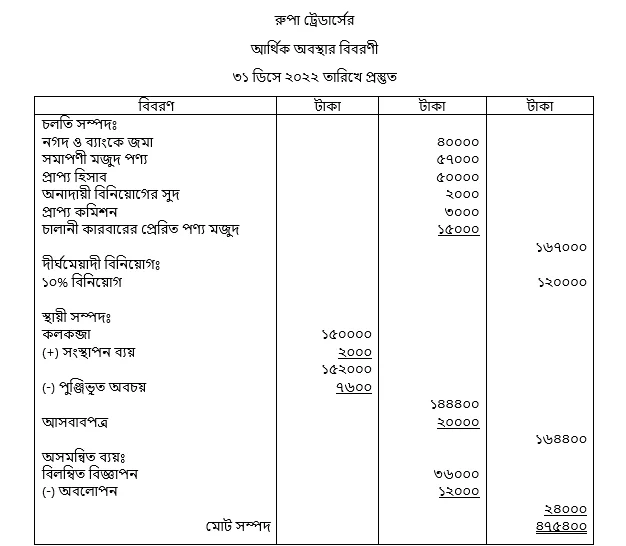 রুপা ট্রেডার্সের
আর্থিক অবস্থার বিবরণী
৩১ ডিসে ২০২২ তারিখে প্রস্তুত
বিবরণ টাকা টাকা টাকা
চলতি সম্পদঃ
নগদ ও ব্যাংকে জমা ৪০০০০
সমাপণী মজুদ পণ্য ৫৭০০০
প্রাপ্য হিসাব ৫০০০০
অনাদায়ী বিনিয়োগের সুদ ২০০০
প্রাপ্য কমিশন ৩০০০
চালানী কারবারের প্রেরিত পণ্য মজুদ ১৫০০০
১৬৭০০০
দীর্ঘমেয়াদী বিনিয়োগঃ
১০% বিনিয়োগ ১২০০০০
স্থায়ী সম্পদঃ
কলকব্জা ১৫০০০০
(+) সংস্থাপন ব্যয় ২০০০
১৫২০০০
(-) পুঞ্জিভূত অবচয় ৭৬০০
১৪৪৪০০
আসবাবপত্র ২০০০০
১৬৪৪০০
অসমন্বিত ব্যয়ঃ
বিলম্বিত বিজ্ঞাপন ৩৬০০০
(-) অবলোপন ১২০০০
২৪০০০
মোট সম্পদ ৪৭৫৪০০